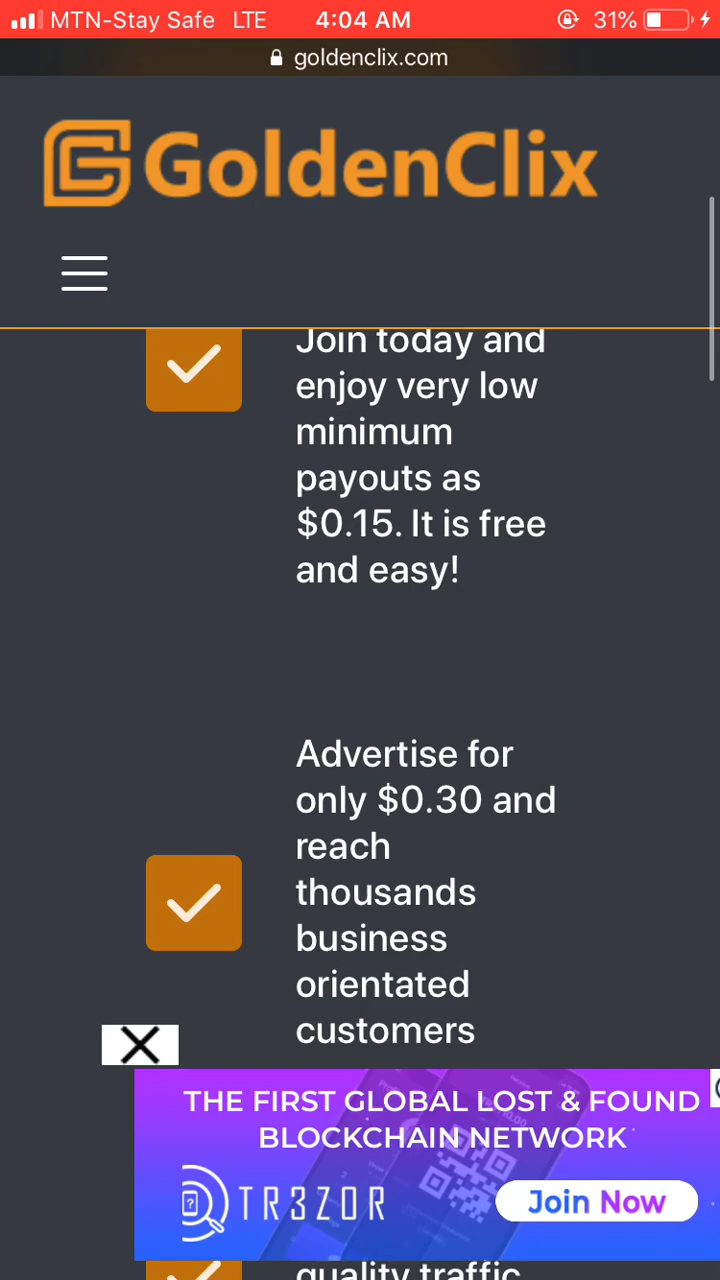 MTN-Stay Safe LTE 4:04 AM 31%
goldenclix.com
GoldenClix
Join today and
enjoy very low
minimum
payouts as
$0.15. It is free
and easy!
Advertise for
only $0.30 and
reach
thousands
business
orientated
customers
THE FIRST GLOBAL LOST & FOUND
BLOCKCHAIN NETWORK
TR3Z0R
Join Now
quality traffic